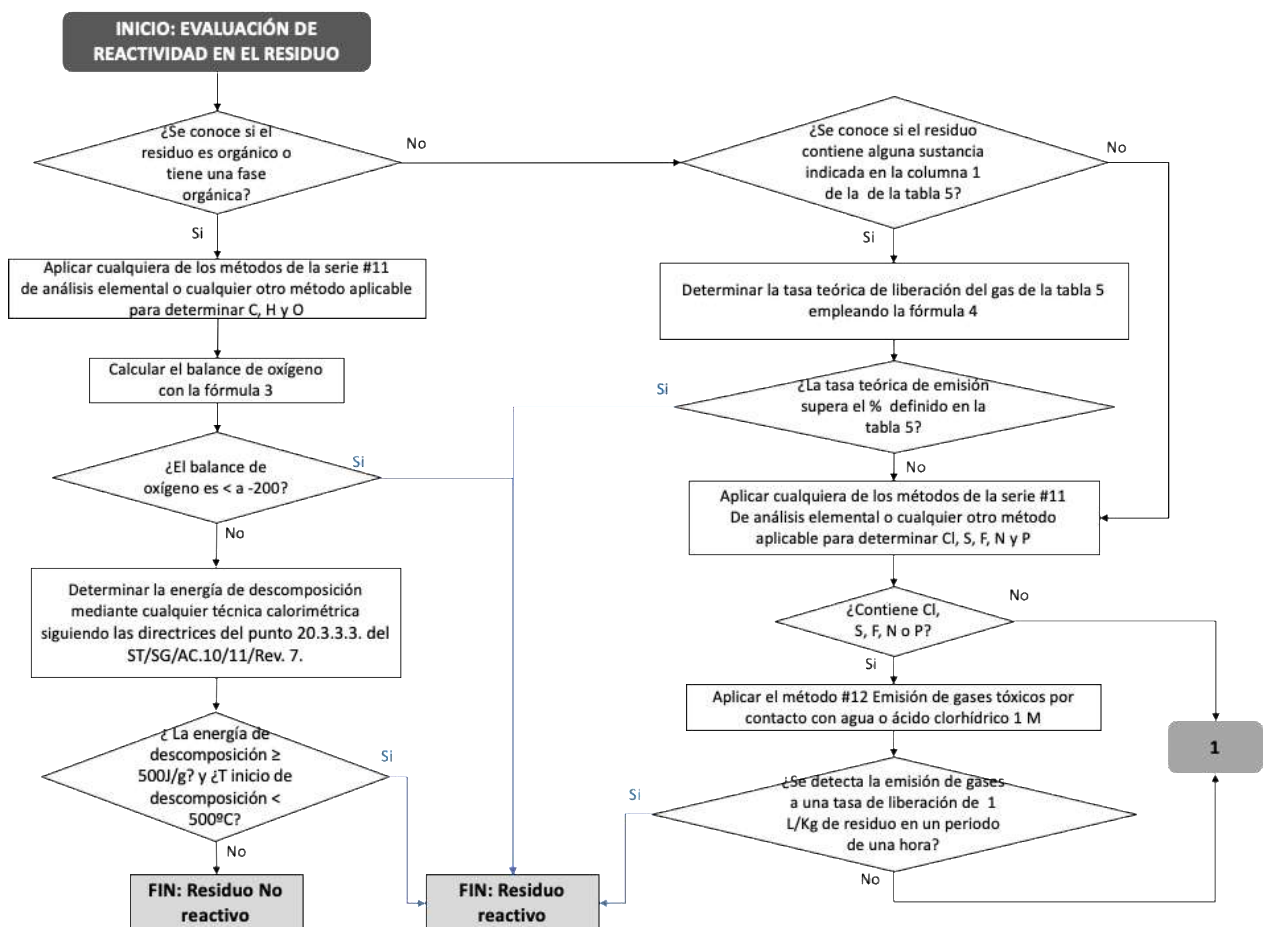 INICIO: EVALUACIÓN DE
REACTIVIDAD EN EL RESIDUO
¿Se conoce si el
residuo es orgánico o
tiene una fase
orgánica?
No
Si
Aplicar cualquiera de los métodos de la serie #11
de análisis elemental o cualquier otro método aplicable
para determinar C, H y O
Calcular el balance de oxígeno
con la fórmula 3
¿El balance de
oxígeno es < a -200?
Si
No
Determinar la energía de descomposición
mediante cualquier técnica calorimétrica
siguiendo las directrices del punto 20.3.3.3. del
ST/SG/AC.10/11/Rev. 7.
¿ La energía de
descomposición ≥
500J/g? y ¿T inicio de
descomposición <
500ºC?
Si
No
FIN: Residuo No
reactivo
FIN: Residuo
reactivo
¿Se conoce si el residuo
contiene alguna sustancia
indicada en la columna 1
de la de la tabla 5?
No
Si
Determinar la tasa teórica de liberación del gas de la tabla 5
empleando la fórmula 4
Si
¿La tasa teórica de emisión
supera el % definido en la
tabla 5?
No
Aplicar cualquiera de los métodos de la serie #11
De análisis elemental o cualquier otro método
aplicable para determinar Cl, S, F, N y P
¿Contiene Cl,
S, F, N o P?
No
Si
Aplicar el método #12 Emisión de gases tóxicos por
contacto con agua o ácido clorhídrico 1 M
1
Si
¿Se detecta la emisión de gases
a una tasa de liberación de 1
L/Kg de residuo en un periodo
de una hora?
No